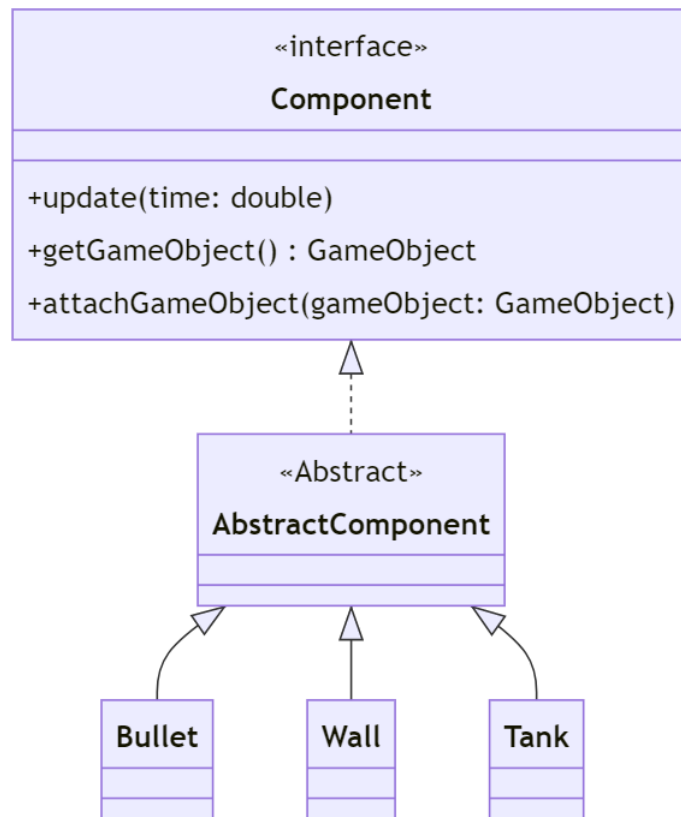 «interface»
Component
+update(time: double)
+getGameObject() : GameObject
+attachGameObject(gameObject: GameObject)
«Abstract»
AbstractComponent
Bullet
Wall
Tank